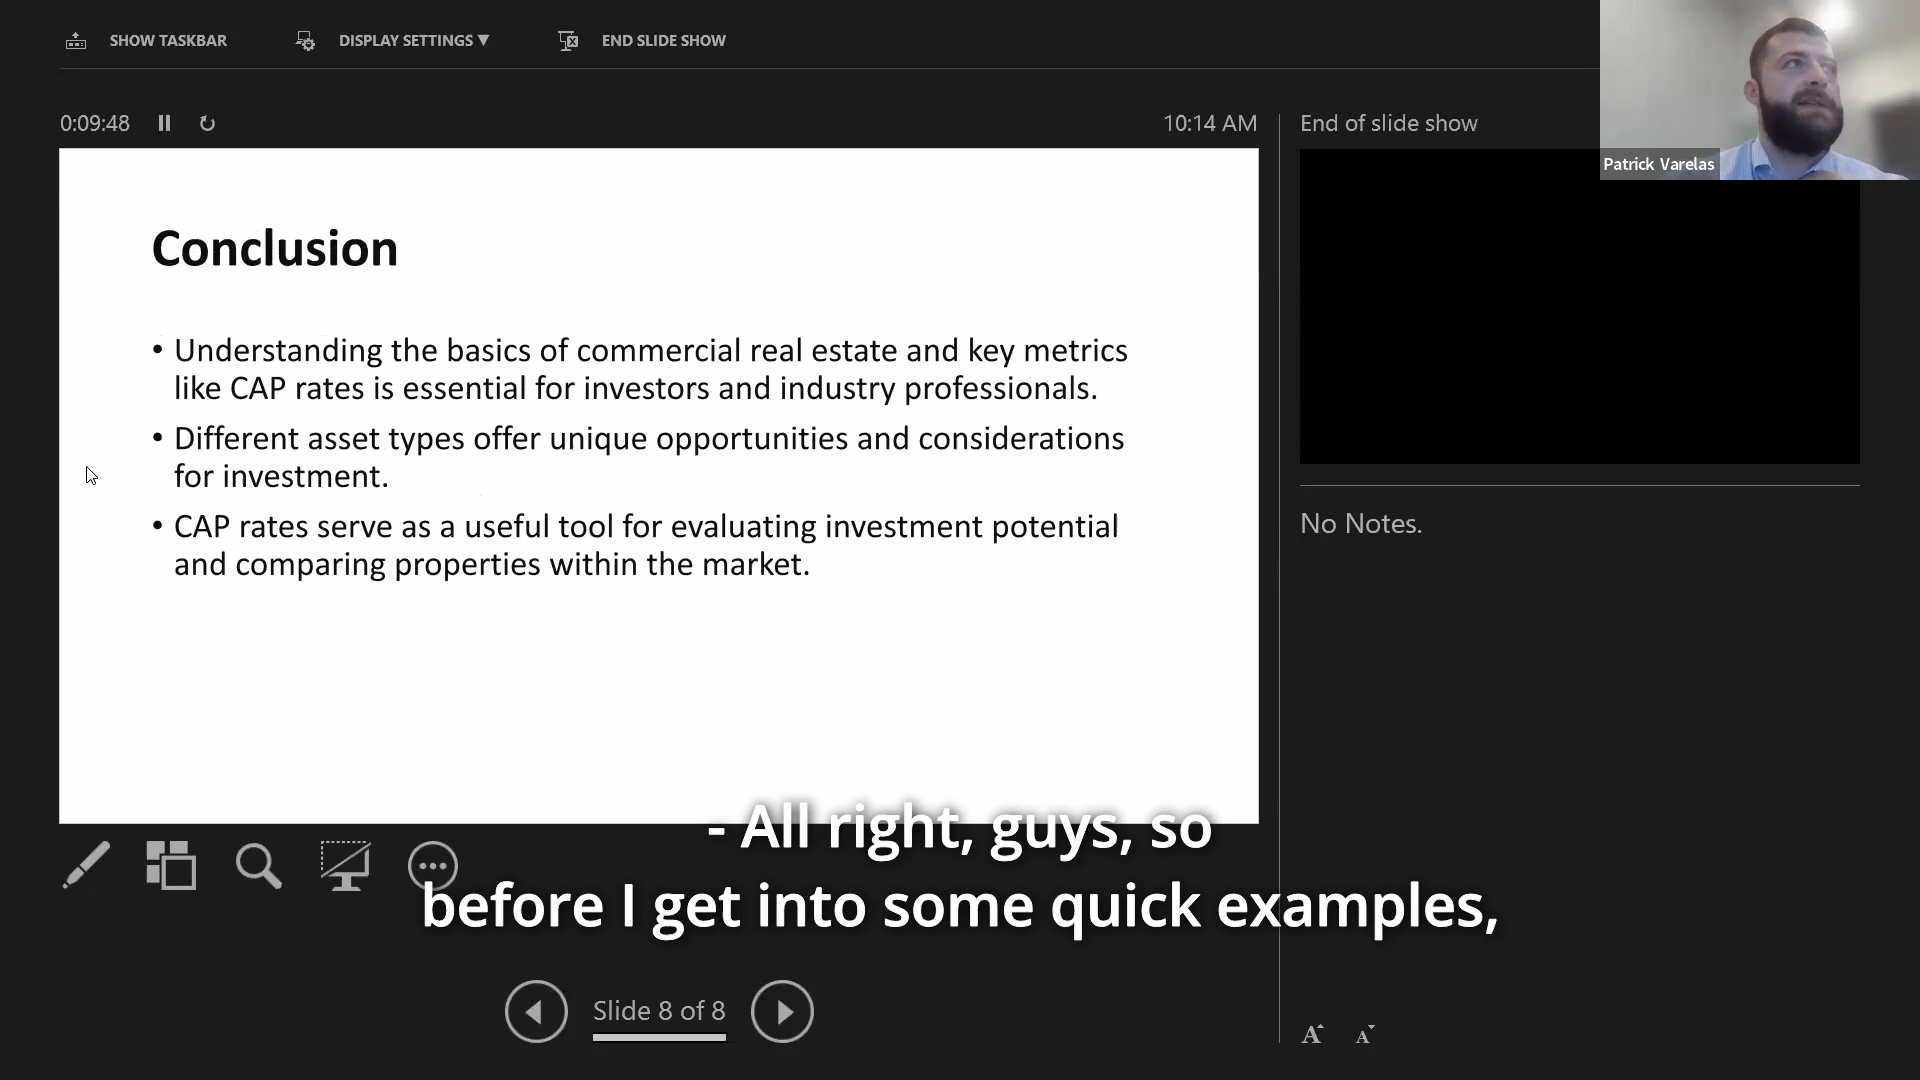 SHOW TASKBAR
DISPLAY SETTINGS ▼
END SLIDE SHOW
0:09:48
10:14 AM
End of slide show
Patrick Varelas
Conclusion
• Understanding the basics of commercial real estate and key metrics
like CAP rates is essential for investors and industry professionals.
• Different asset types offer unique opportunities and considerations
for investment.
• CAP rates serve as a useful tool for evaluating investment potential
and comparing properties within the market.
No Notes.
- All right, guys, so
before I get into some quick examples,
Slide 8 of 8
A A